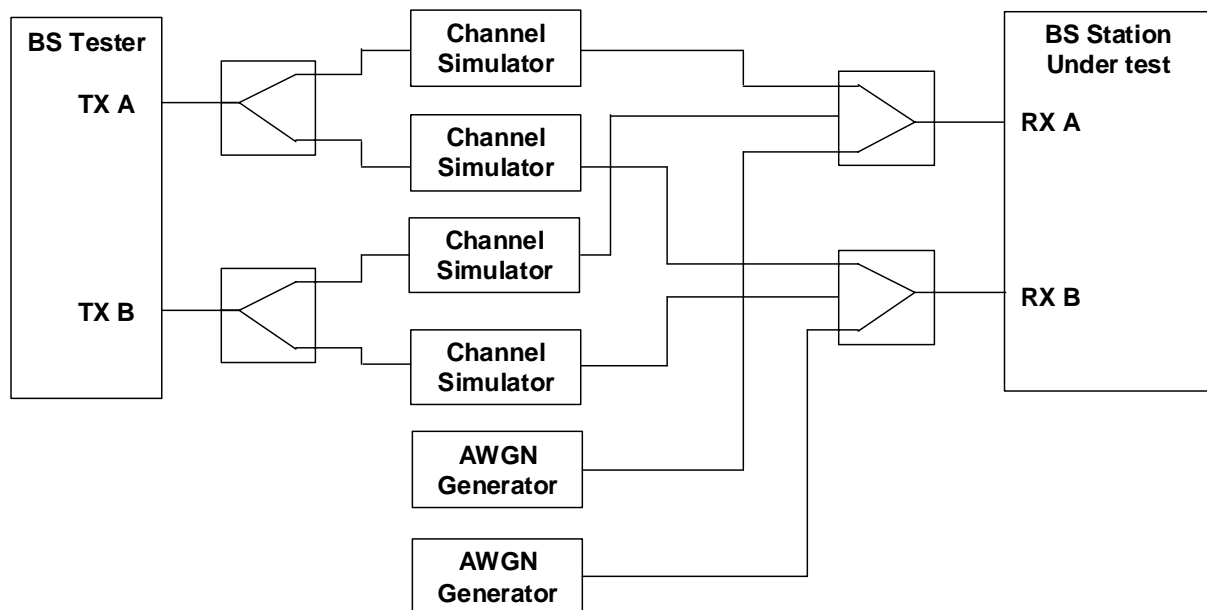 BS Tester
TX A
TX B
Channel
Simulator
Channel
Simulator
Channel
Simulator
Channel
Simulator
AWGN
Generator
AWGN
Generator
BS Station
Under test
RX A
RX B